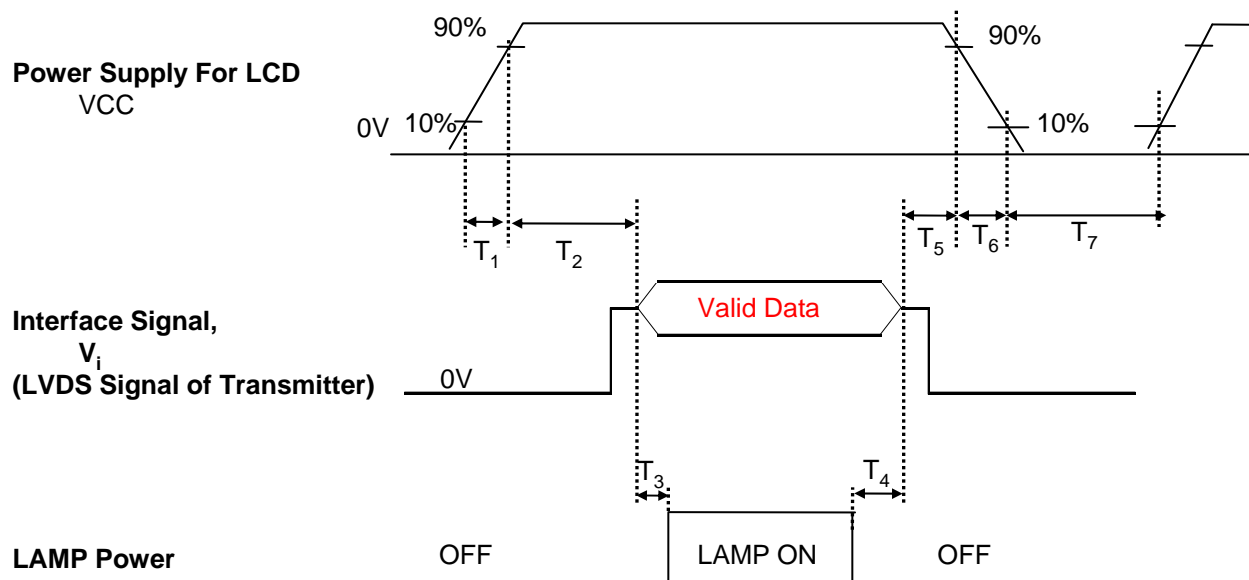 90%
90%
Power Supply For LCD
VCC
0V
10%
10%
T1
T2
T5
T6
T7
Valid Data
Interface Signal,
Vi
(LVDS Signal of Transmitter)
0V
T3
T4
LAMP Power
OFF
LAMP ON
OFF